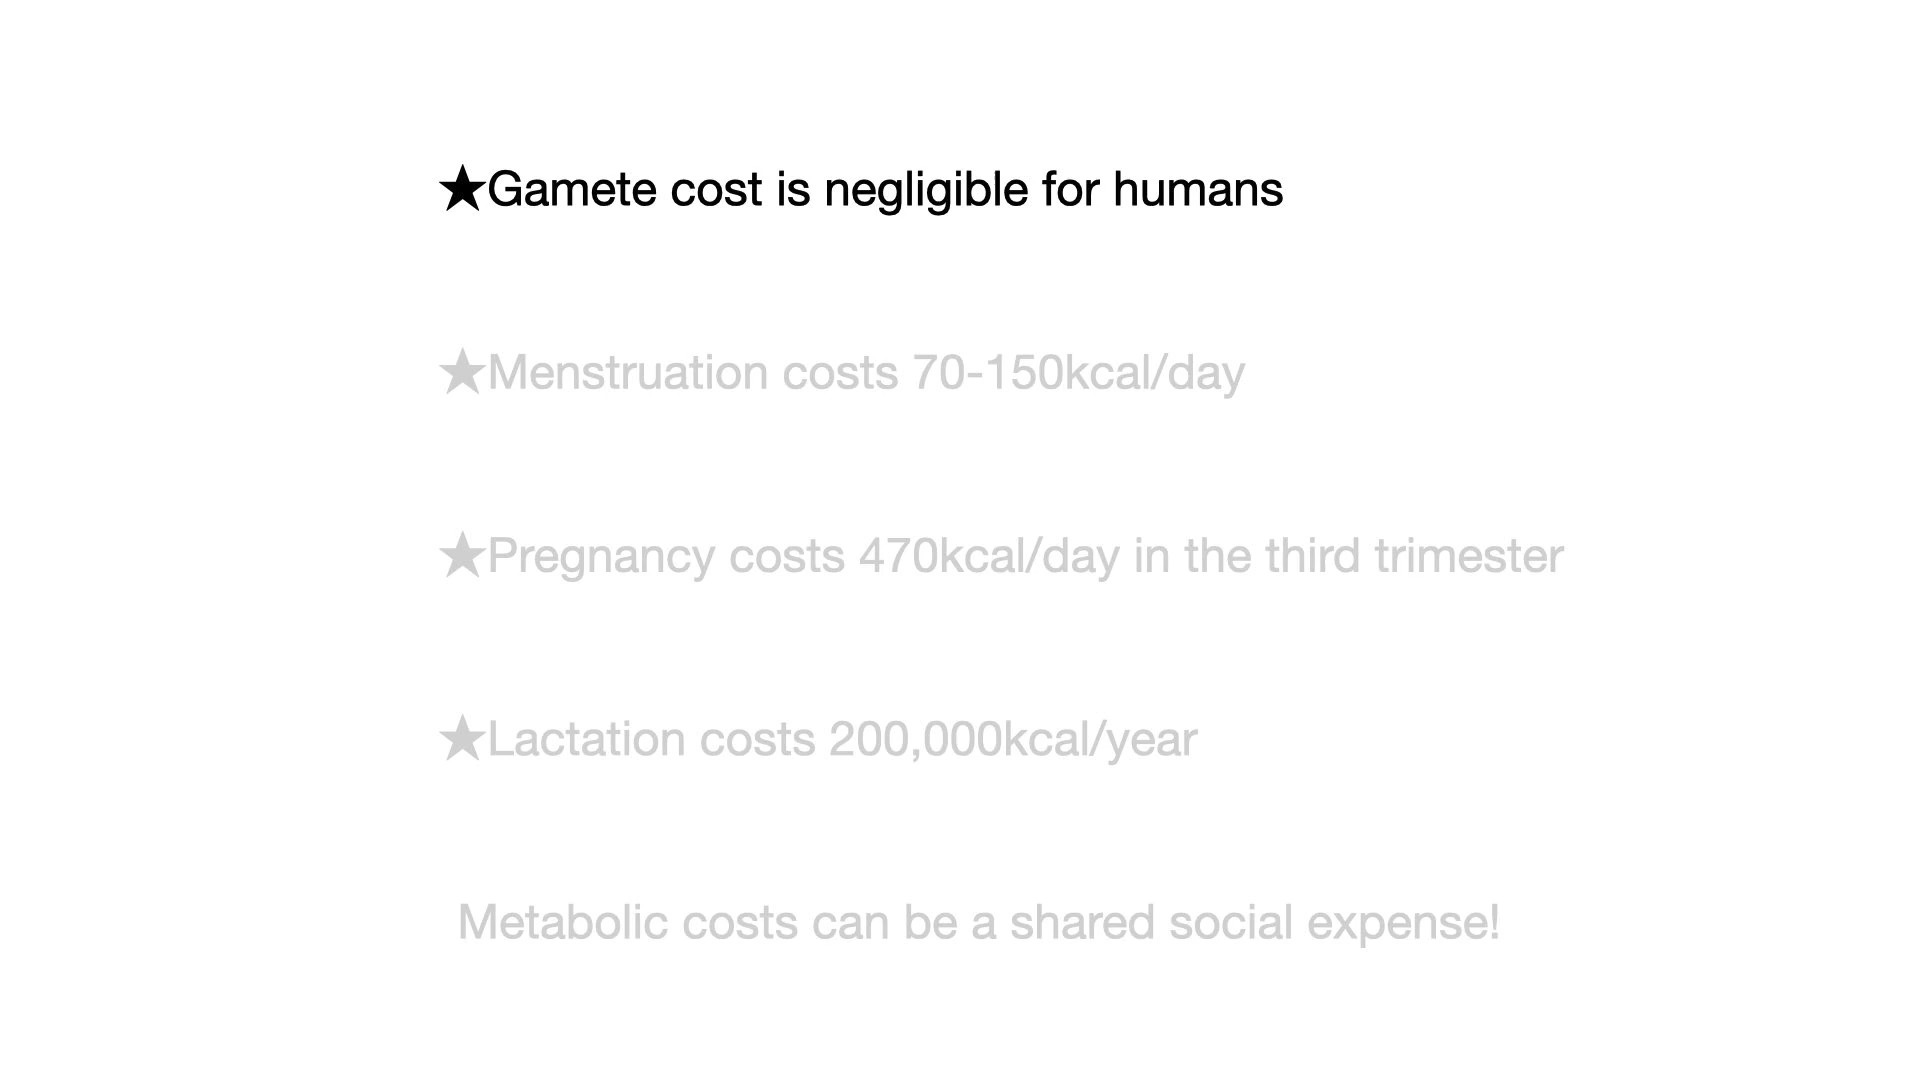 ★Gamete cost is negligible for humans
★Menstruation costs 70-150kcal/day
★Pregnancy costs 470kcal/day in the third trimester
★Lactation costs 200,000kcal/year
Metabolic costs can be a shared social expense!